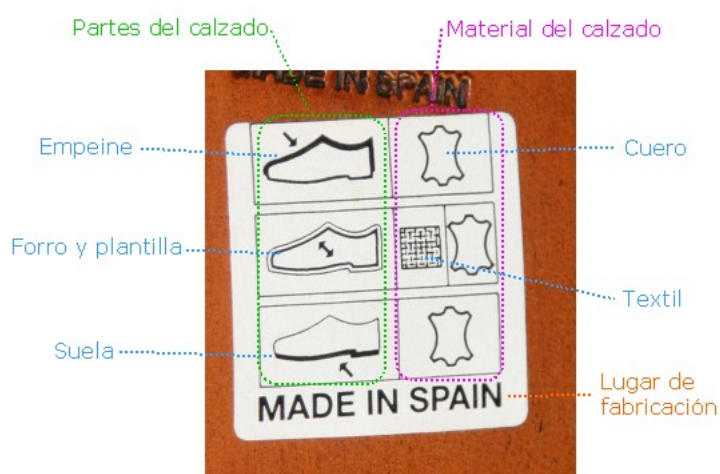 Partes del calzado
Material del calzado
MADE IN SPAIN
Empeine
Cuero
Forro y plantilla
Textil
Suela
Lugar de
fabricación
MADE IN SPAIN